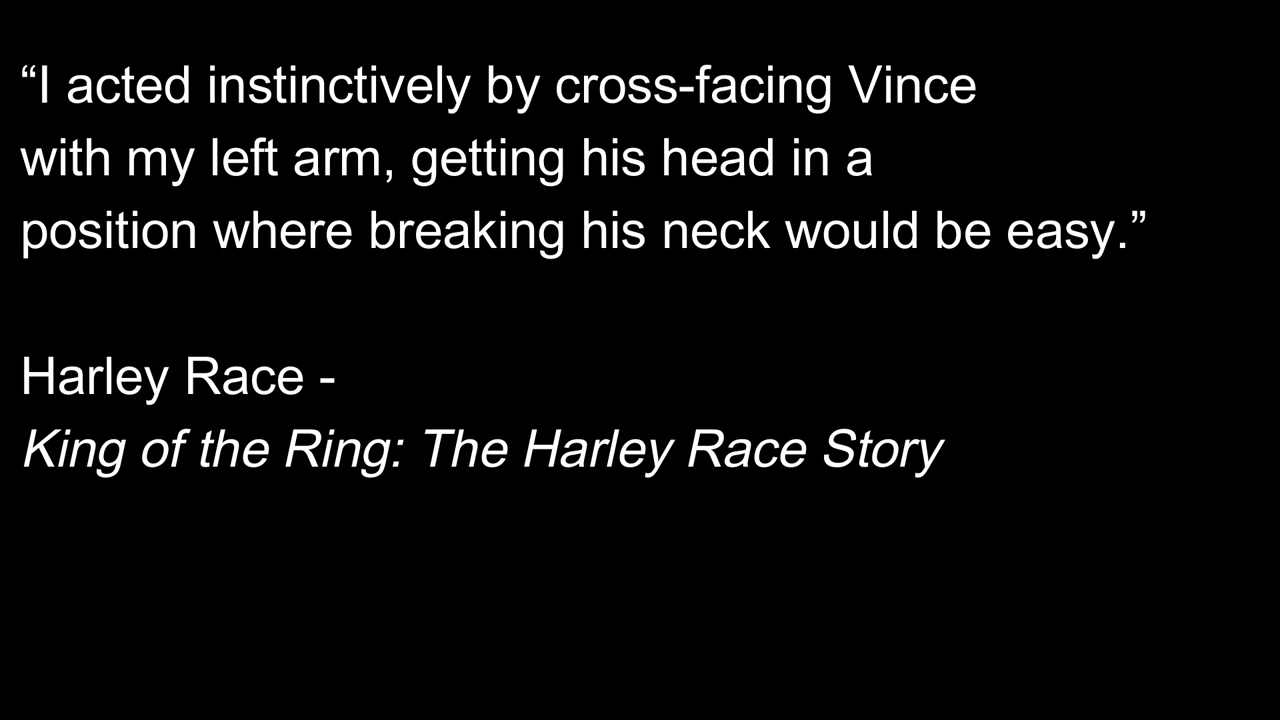 “I acted instinctively by cross-facing Vince
with my left arm, getting his head in a
position where breaking his neck would be easy.”
Harley Race -
King of the Ring: The Harley Race Story